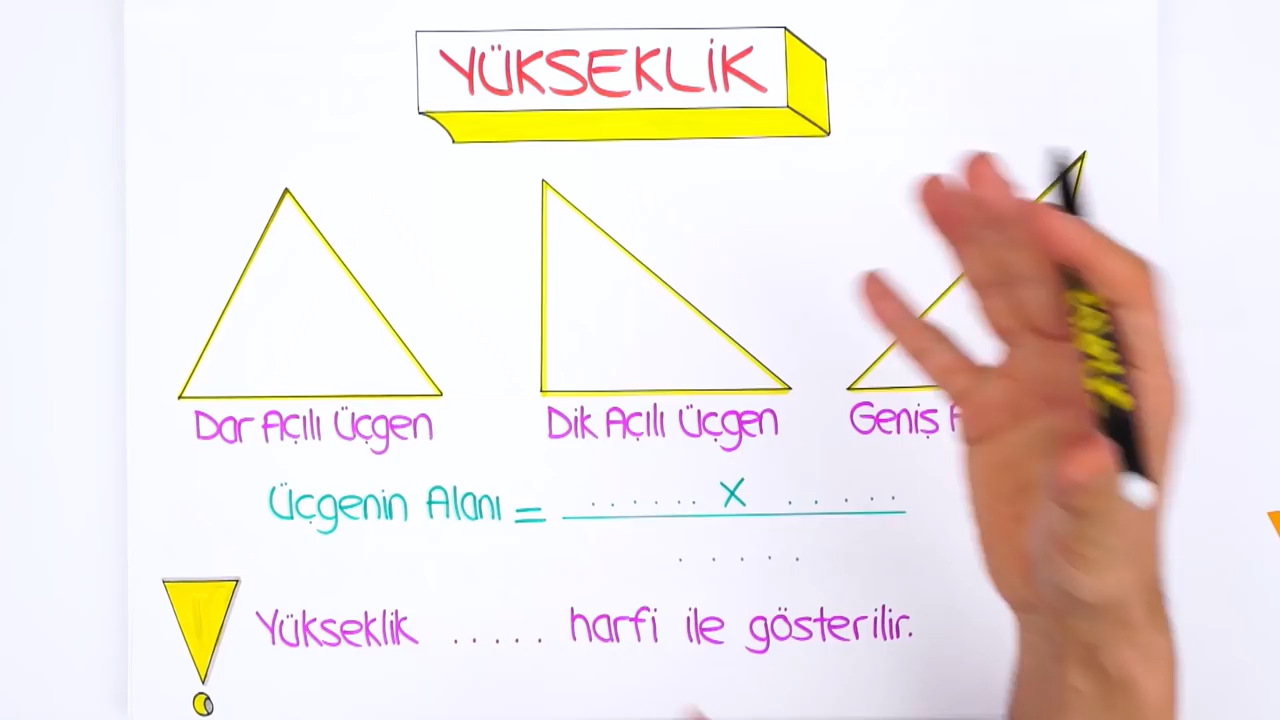 YÜKSEKLİK
Dar Açılı Üçgen
Dik Açılı Üçgen
Geniş
Üçgenin Alanı = ...... X ......
.....
Yükseklik ..... harfi ile gösterilir.